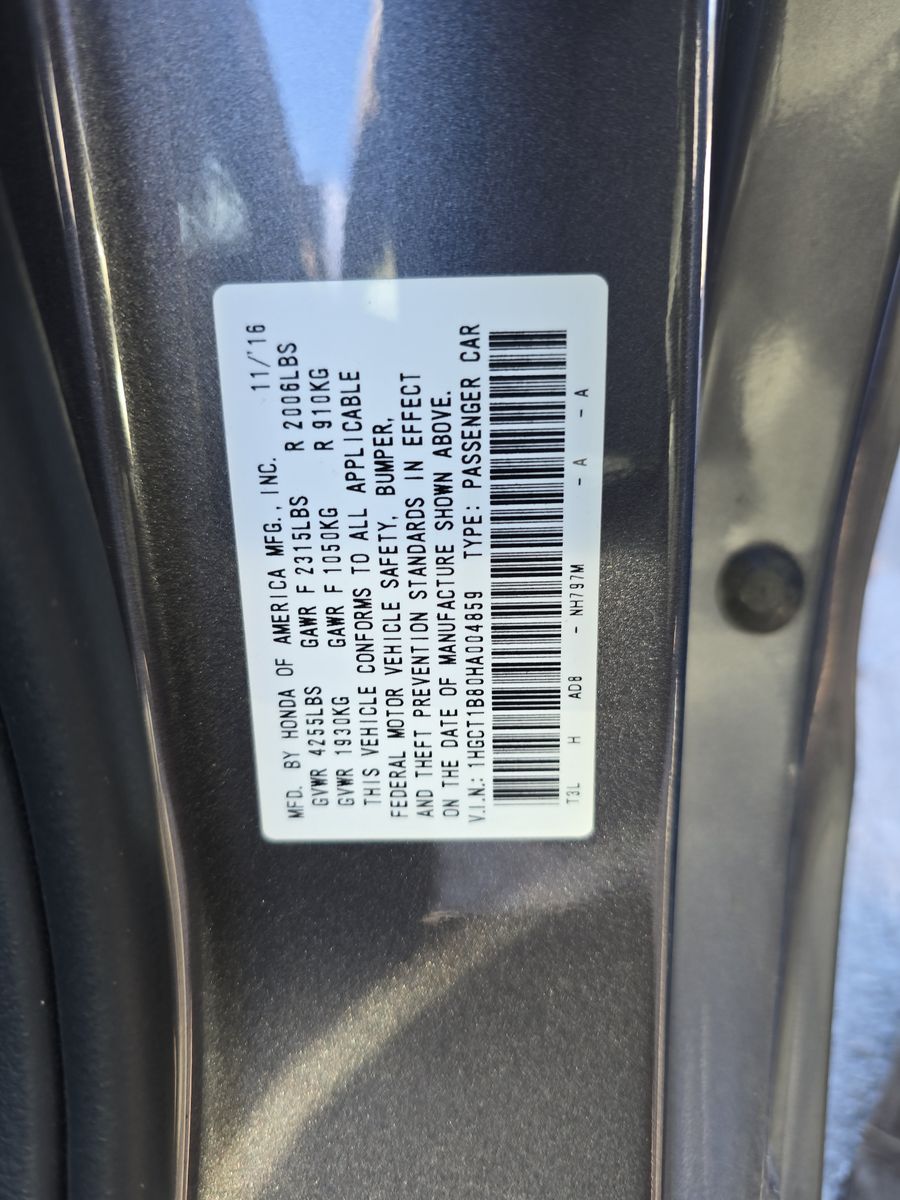 MFD. BY HONDA OF AMERICA MFG., INC. 11/'16
GVWR 4255LBS GAWR F 2315LBS R 2006LBS
GVWR 1930KG GAWR F 1050KG R 910KG
THIS VEHICLE CONFORMS TO ALL APPLICABLE
FEDERAL MOTOR VEHICLE SAFETY, BUMPER,
AND THEFT PREVENTION STANDARDS IN EFFECT
ON THE DATE OF MANUFACTURE SHOWN ABOVE.
V.I.N.: 1HGCT1B80HA004859 TYPE: PASSENGER CAR
T3L H AD8 - NH797M - A - A